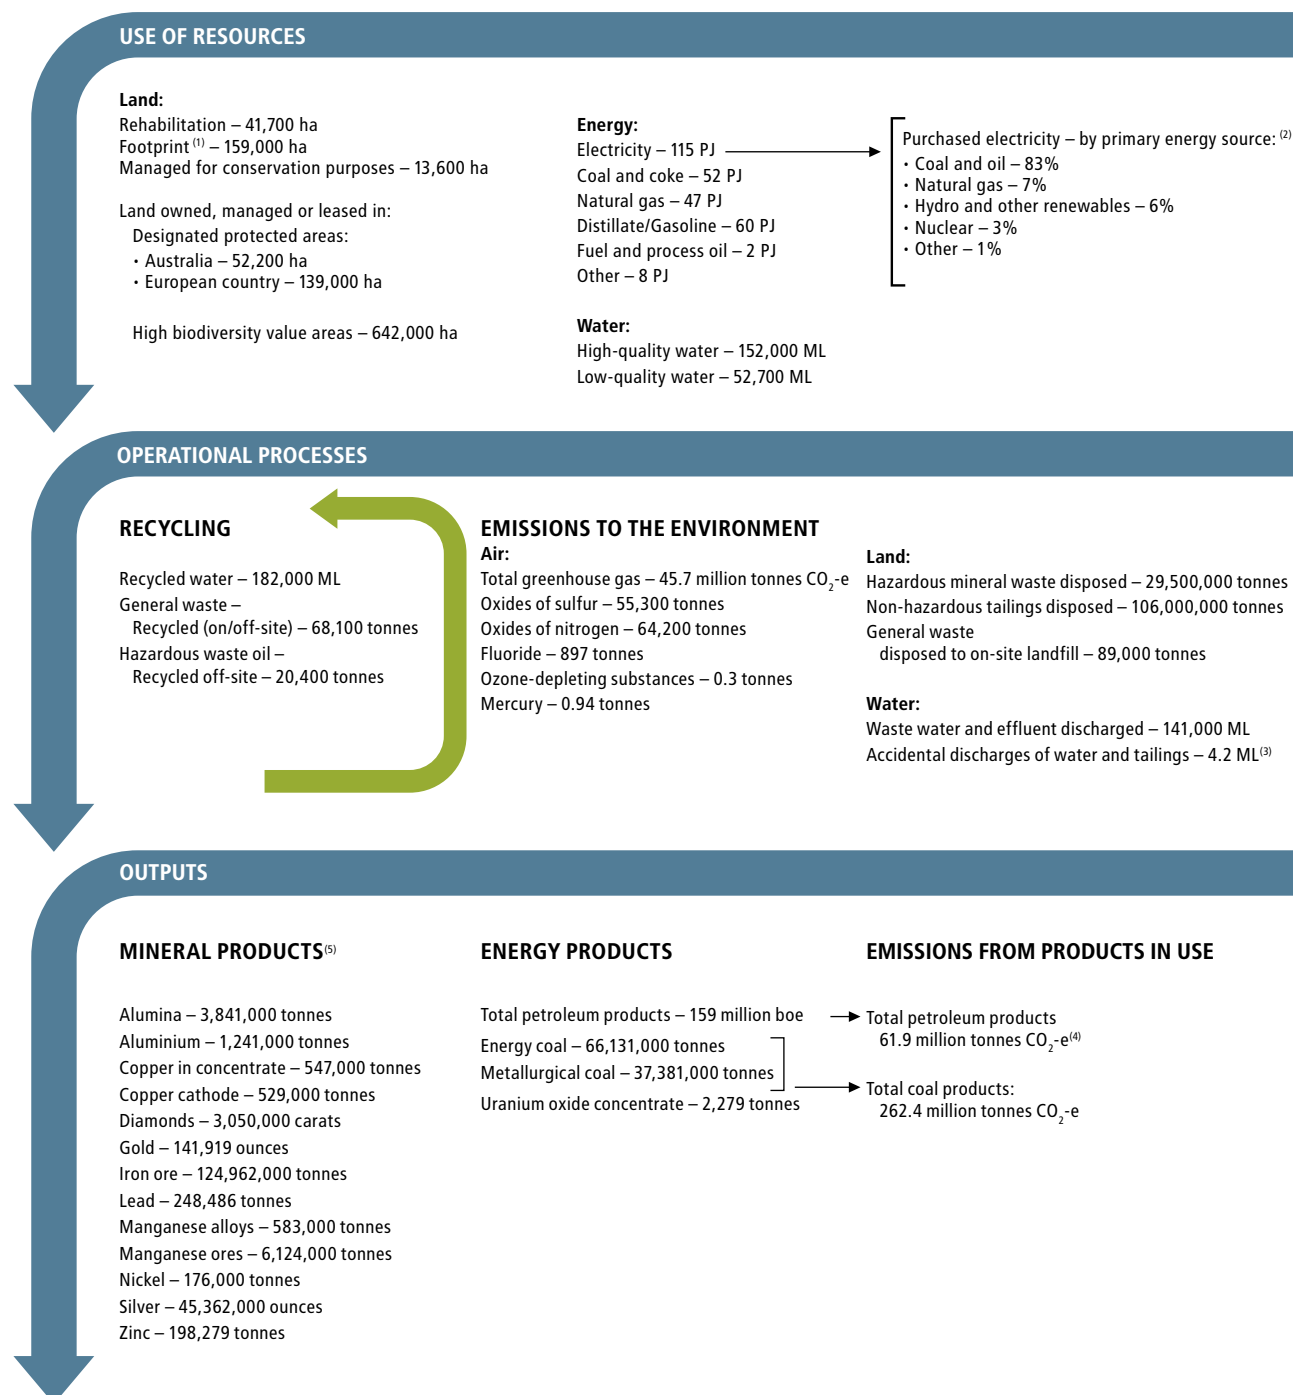 USE OF RESOURCES
Land:
Rehabilitation – 41,700 ha
Footprint (1) – 159,000 ha
Managed for conservation purposes – 13,600 ha
Land owned, managed or leased in:
Designated protected areas:
· Australia – 52,200 ha
· European country – 139,000 ha
High biodiversity value areas – 642,000 ha
Energy:
Electricity – 115 PJ
Coal and coke – 52 PJ
Natural gas – 47 PJ
Distillate/Gasoline – 60 PJ
Fuel and process oil – 2 PJ
Other – 8 PJ
Water:
High-quality water – 152,000 ML
Low-quality water – 52,700 ML
Purchased electricity – by primary energy source: (2)
· Coal and oil – 83%
· Natural gas – 7%
· Hydro and other renewables – 6%
· Nuclear – 3%
· Other – 1%
OPERATIONAL PROCESSES
RECYCLING
Recycled water – 182,000 ML
General waste –
Recycled (on/off-site) – 68,100 tonnes
Hazardous waste oil –
Recycled off-site – 20,400 tonnes
EMISSIONS TO THE ENVIRONMENT
Air:
Total greenhouse gas – 45.7 million tonnes CO2-e
Oxides of sulfur – 55,300 tonnes
Oxides of nitrogen – 64,200 tonnes
Fluoride – 897 tonnes
Ozone-depleting substances – 0.3 tonnes
Mercury – 0.94 tonnes
Land:
Hazardous mineral waste disposed – 29,500,000 tonnes
Non-hazardous tailings disposed – 106,000,000 tonnes
General waste
disposed to on-site landfill – 89,000 tonnes
Water:
Waste water and effluent discharged – 141,000 ML
Accidental discharges of water and tailings – 4.2 ML(3)
OUTPUTS
MINERAL PRODUCTS(5)
Alumina – 3,841,000 tonnes
Aluminium – 1,241,000 tonnes
Copper in concentrate – 547,000 tonnes
Copper cathode – 529,000 tonnes
Diamonds – 3,050,000 carats
Gold – 141,919 ounces
Iron ore – 124,962,000 tonnes
Lead – 248,486 tonnes
Manganese alloys – 583,000 tonnes
Manganese ores – 6,124,000 tonnes
Nickel – 176,000 tonnes
Silver – 45,362,000 ounces
Zinc – 198,279 tonnes
ENERGY PRODUCTS
Total petroleum products – 159 million boe
Energy coal – 66,131,000 tonnes
Metallurgical coal – 37,381,000 tonnes
Uranium oxide concentrate – 2,279 tonnes
EMISSIONS FROM PRODUCTS IN USE
Total petroleum products
61.9 million tonnes CO2-e(4)
Total coal products:
262.4 million tonnes CO2-e